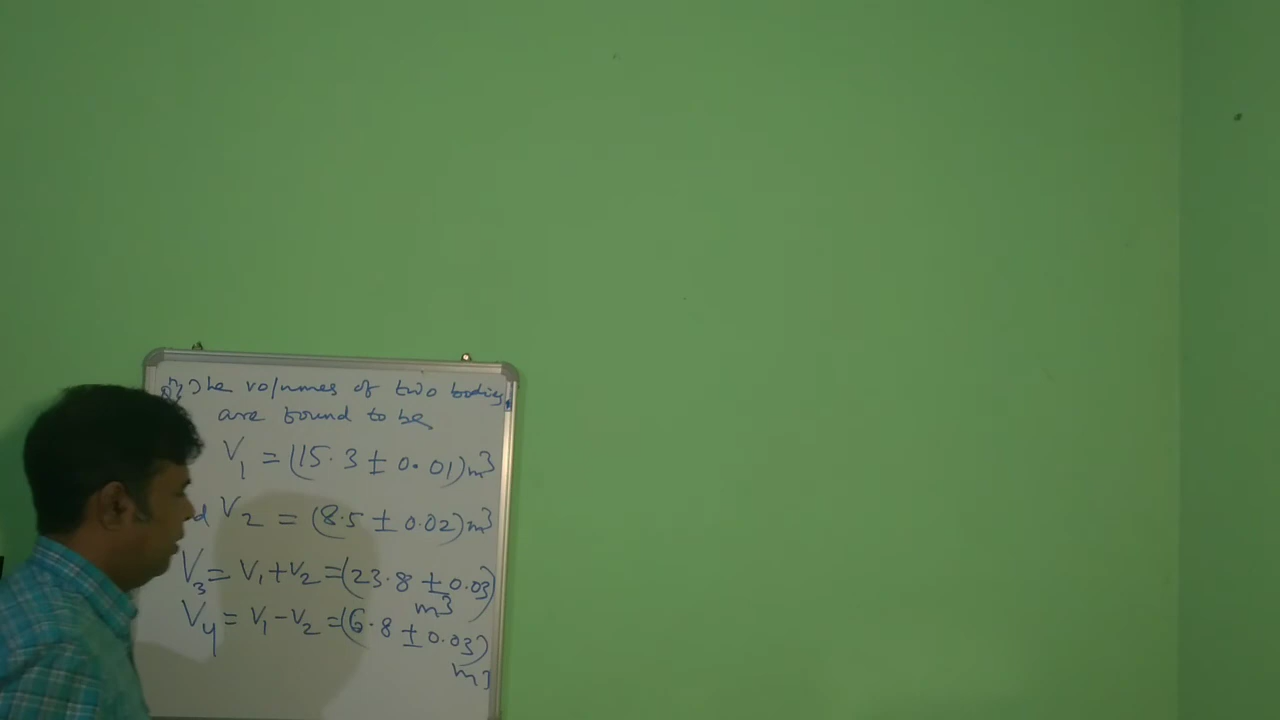 The volumes of two bodies
are found to be
V₁ = (15.3 ± 0.01)m³
V₂ = (8.5 ± 0.02)m³
V₃ = V₁+V₂ = (23.8 ± 0.03)
m³
V₄ = V₁-V₂ = (6.8 ± 0.03)
m³